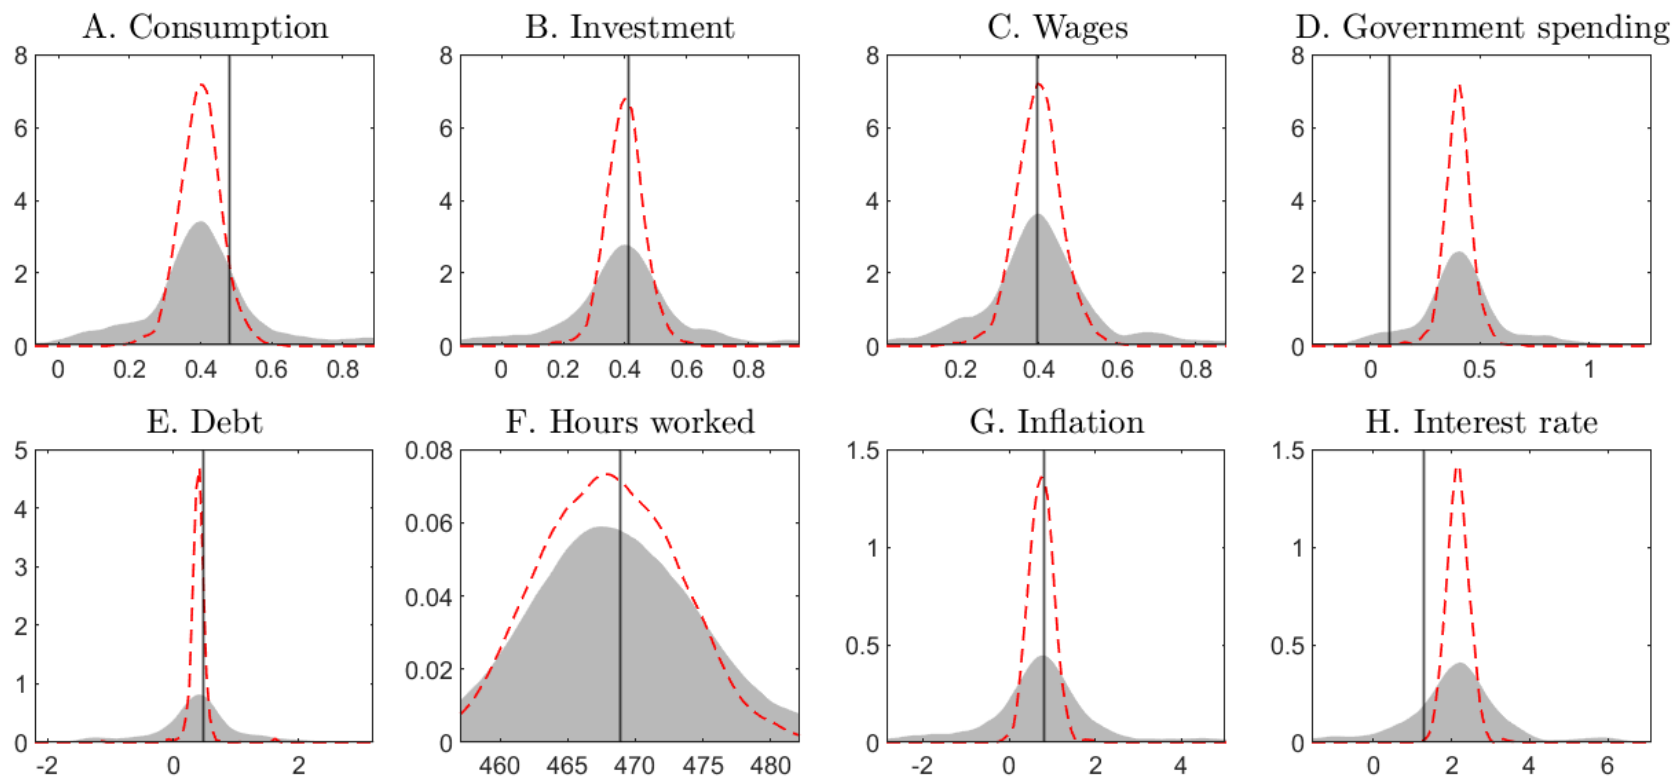 A. Consumption
B. Investment
C. Wages
D. Government spending
8
6
4
2
0
0 0.2 0.4 0.6 0.8
8
6
4
2
0
0 0.2 0.4 0.6 0.8
8
6
4
2
0
0.2 0.4 0.6 0.8
8
6
4
2
0
0 0.5 1
E. Debt
F. Hours worked
G. Inflation
H. Interest rate
5
4
3
2
1
0
-2 0 2
0.08
0.06
0.04
0.02
0
460 465 470 475 480
1.5
1
0.5
0
-2 0 2 4
1.5
1
0.5
0
0 2 4 6